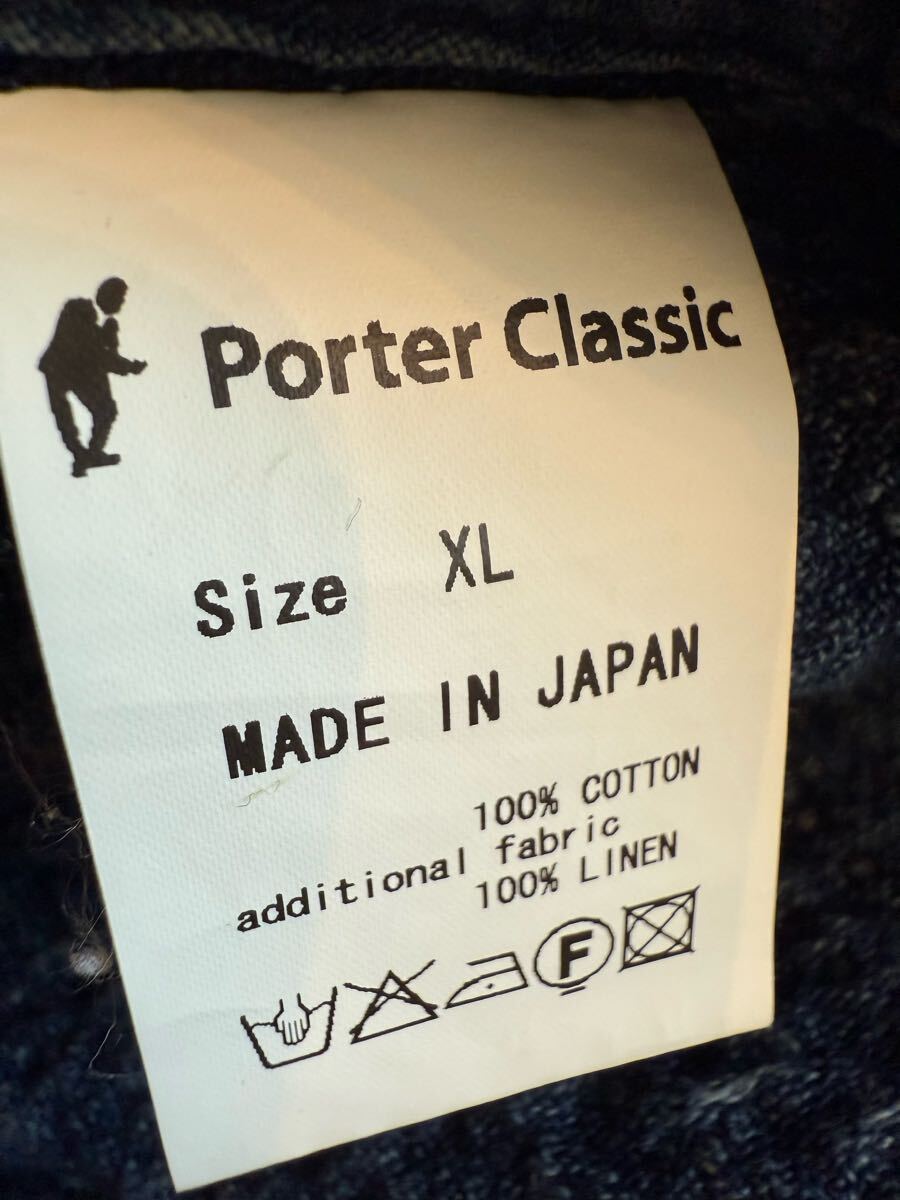 Porter Classic
Size XL
MADE IN JAPAN
100% COTTON
additional fabric
100% LINEN
F